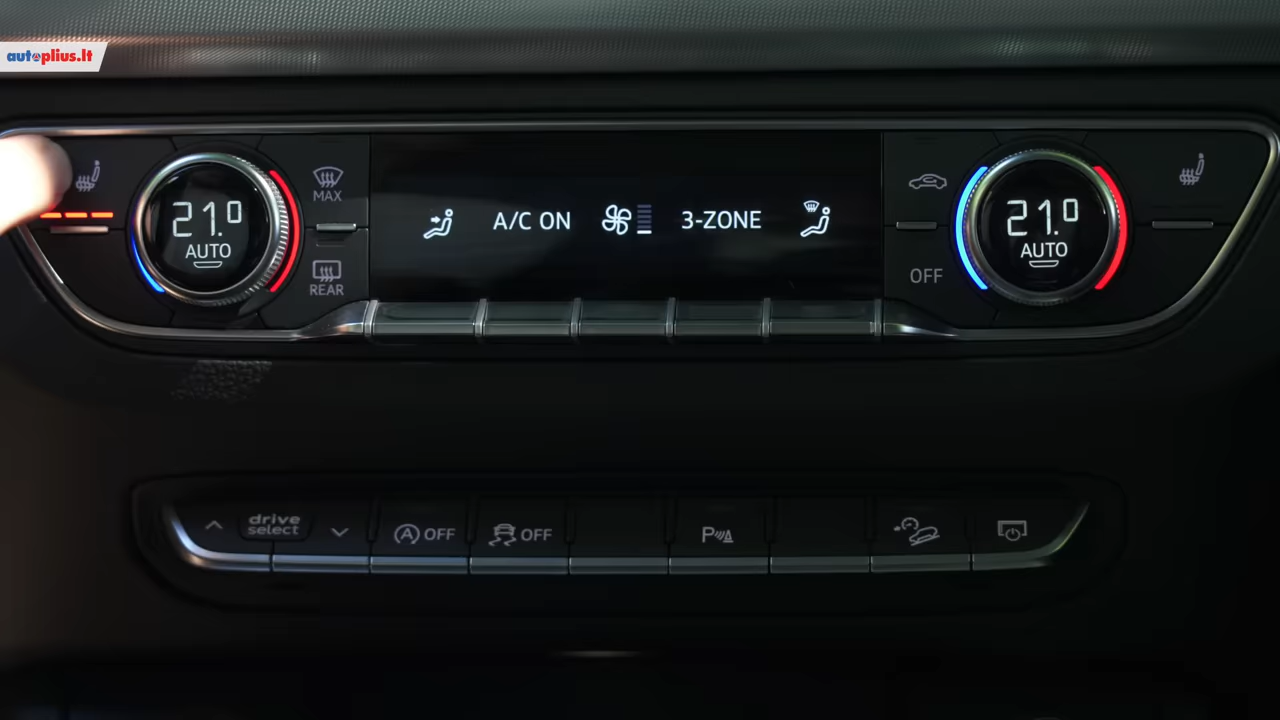 autoplius.lt
21.0
AUTO
MAX
REAR
A/C ON
3-ZONE
OFF
21.0
AUTO
drive
select
A OFF
OFF
P